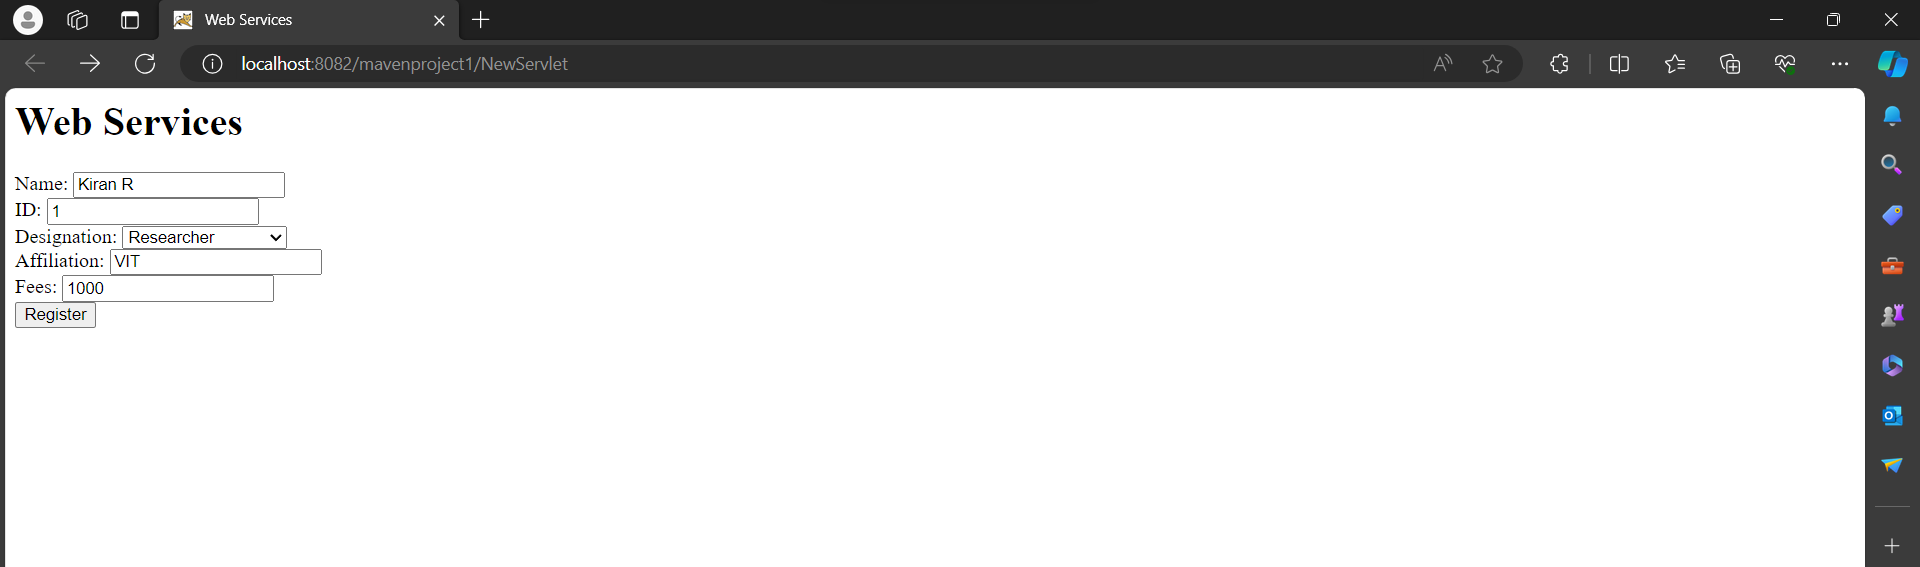 Web Services
localhost:8082/mavenproject1/NewServlet
Web Services
Name: Kiran R
ID: 1
Designation: Researcher
Affiliation: VIT
Fees: 1000
Register